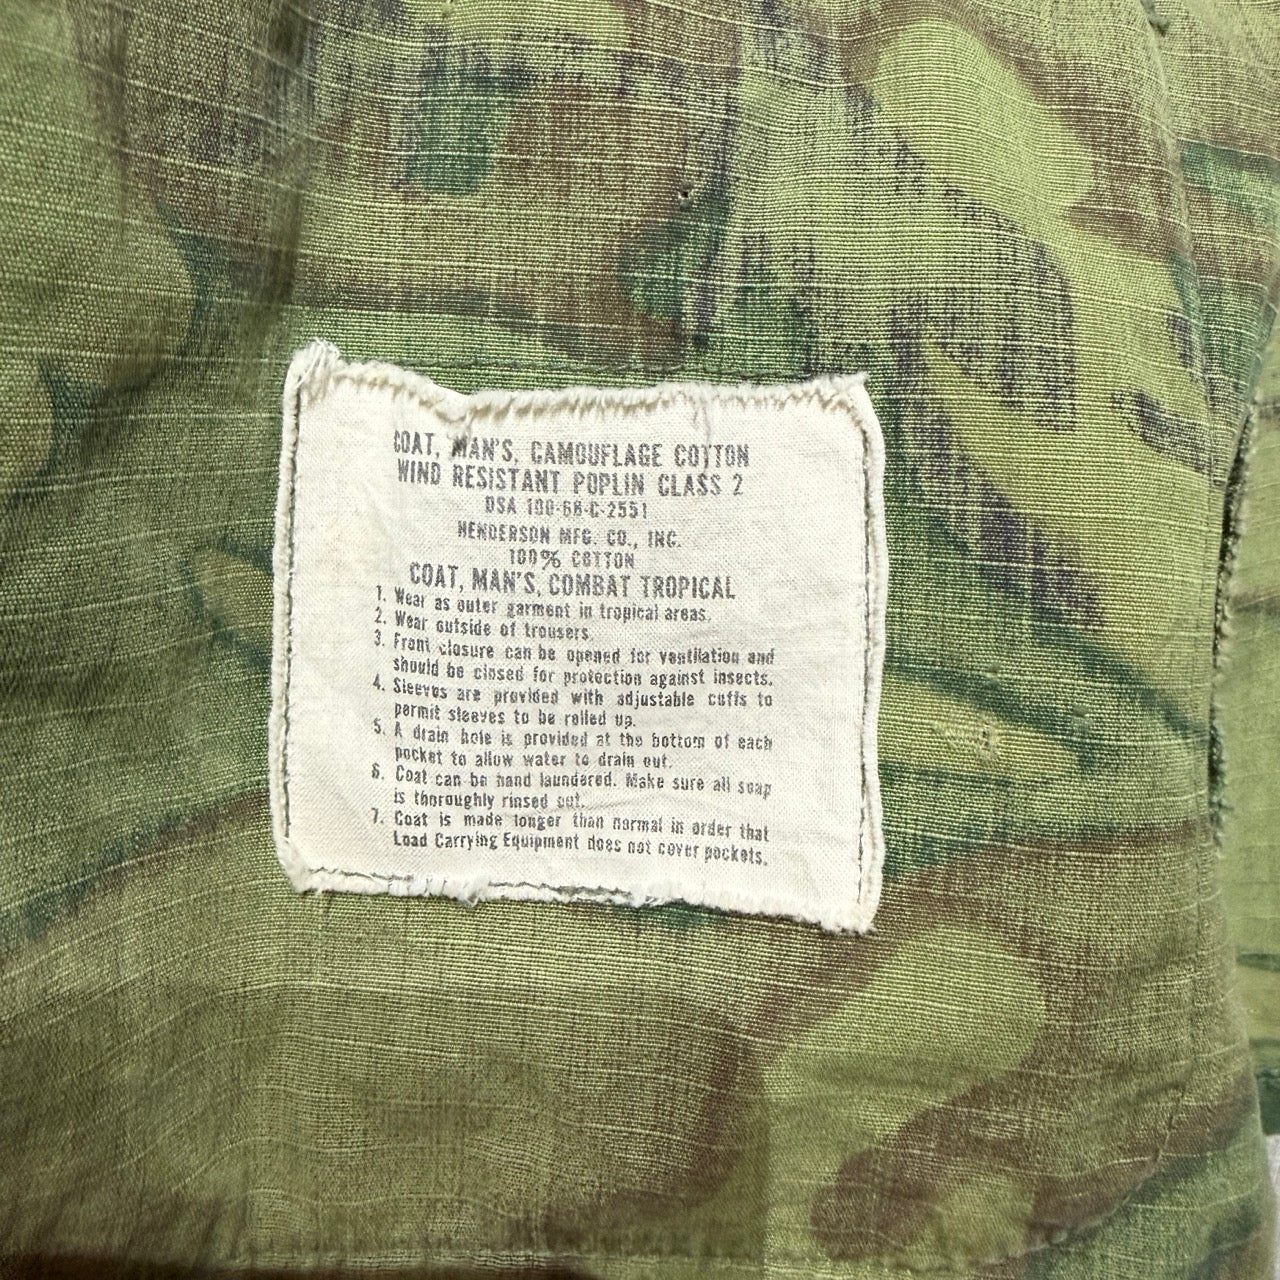 COAT, MAN'S, CAMOUFLAGE COTTON
WIND RESISTANT POPLIN CLASS 2
DSA 100-68-C-2551
HENDERSON MFG. CO., INC.
100% COTTON
COAT, MAN'S, COMBAT TROPICAL
1. Wear as outer garment in tropical areas.
2. Wear outside of trousers.
3. Front closure can be opened for ventilation and
should be closed for protection against insects.
4. Sleeves are provided with adjustable cuffs to
permit sleeves to be rolled up.
5. A drain hole is provided at the bottom of each
pocket to allow water to drain out.
6. Coat can be hand laundered. Make sure all soap
is thoroughly rinsed out.
7. Coat is made longer than normal in order that
Load Carrying Equipment does not cover pockets.